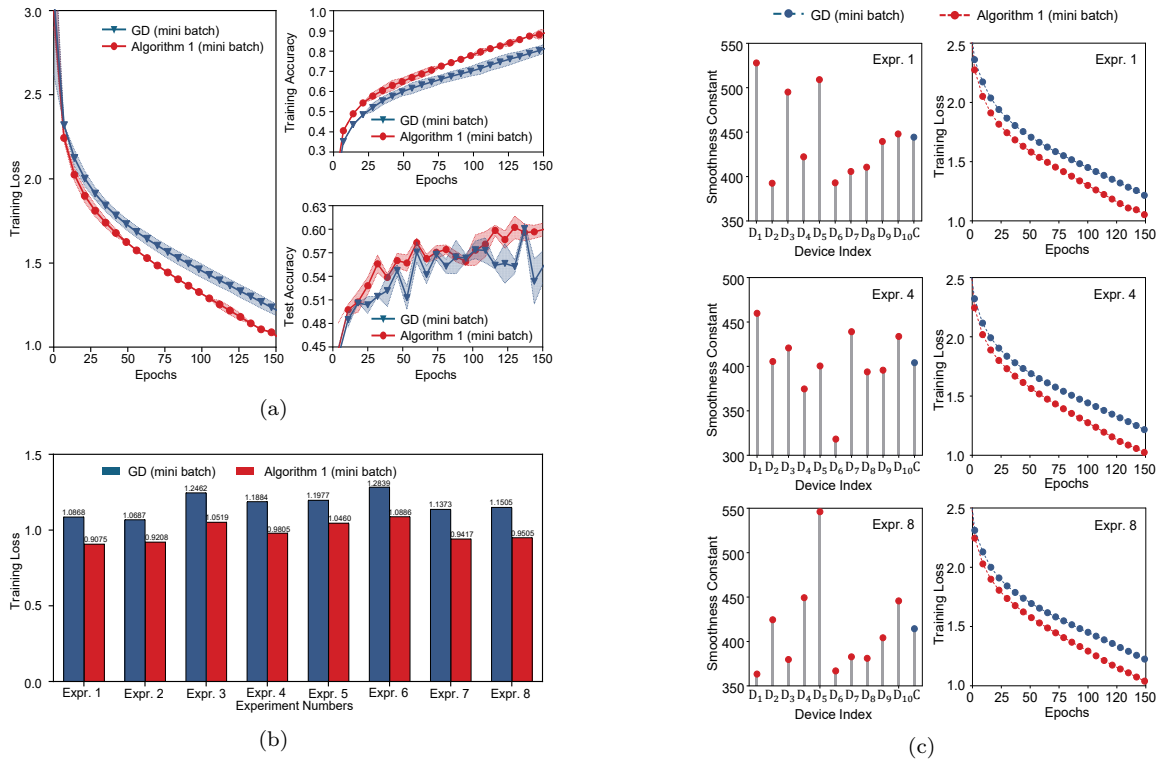 GD (mini batch)
Algorithm 1 (mini batch)
Training Loss
3.0
2.5
2.0
1.5
1.0
0 25 50 75 100 125 150
Epochs
GD (mini batch)
Algorithm 1 (mini batch)
Training Accuracy
1.0
0.9
0.8
0.7
0.6
0.5
0.4
0.3
0 25 50 75 100 125 150
Epochs
GD (mini batch)
Algorithm 1 (mini batch)
Test Accuracy
0.63
0.60
0.57
0.54
0.51
0.48
0.45
0 25 50 75 100 125 150
Epochs
(a)
GD (mini batch) Algorithm 1 (mini batch)
Training Loss
1.5
1.0
0.5
0.0
1.0868 0.9075
1.0687 0.9208
1.2462 1.0519
1.1884 0.9805
1.1977 1.0460
1.2839 1.0886
1.1373 0.9417
1.1505 0.9505
Expr. 1 Expr. 2 Expr. 3 Expr. 4 Expr. 5 Expr. 6 Expr. 7 Expr. 8
Experiment Numbers
(b)
GD (mini batch) Algorithm 1 (mini batch)
Expr. 1
Smoothness Constant
550
500
450
400
350
D1 D2 D3 D4 D5 D6 D7 D8 D9 D10 C
Device Index
Expr. 1
Training Loss
2.5
2.0
1.5
1.0
0 25 50 75 100 125 150
Epochs
Expr. 4
Smoothness Constant
500
450
400
350
300
D1 D2 D3 D4 D5 D6 D7 D8 D9 D10 C
Device Index
Expr. 4
Training Loss
2.5
2.0
1.5
1.0
0 25 50 75 100 125 150
Epochs
Expr. 8
Smoothness Constant
550
500
450
400
350
D1 D2 D3 D4 D5 D6 D7 D8 D9 D10 C
Device Index
Expr. 8
Training Loss
2.5
2.0
1.5
1.0
0 25 50 75 100 125 150
Epochs
(c)